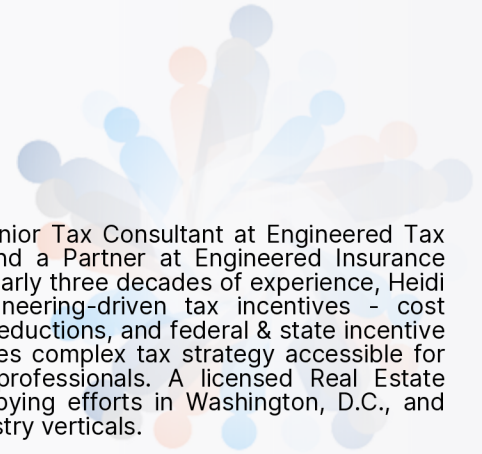 nior Tax Consultant at Engineered Tax
nd a Partner at Engineered Insurance
arly three decades of experience, Heidi
neering-driven tax incentives - cost
eductions, and federal & state incentive
es complex tax strategy accessible for
professionals. A licensed Real Estate
bying efforts in Washington, D.C., and
stry verticals.